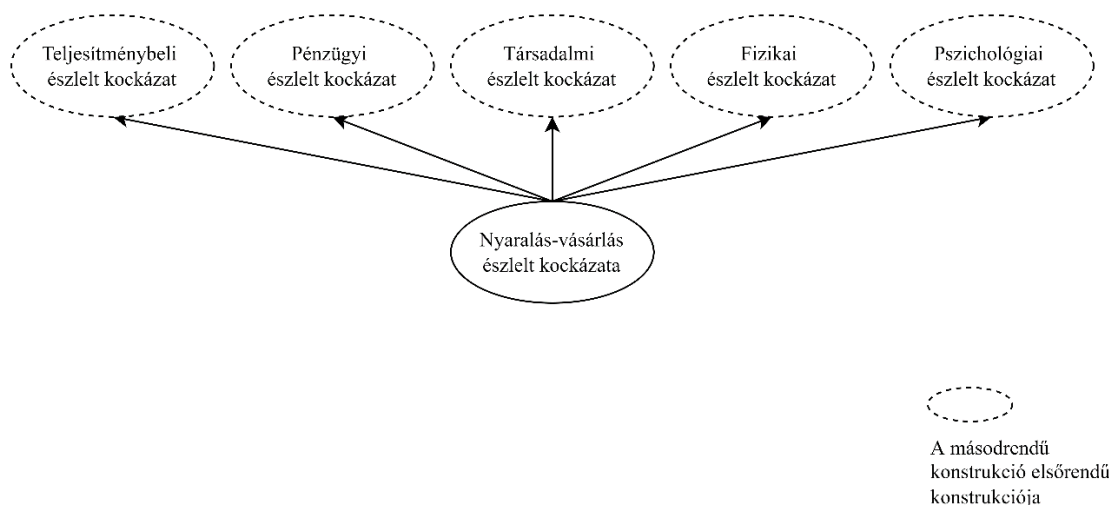 Teljesítménybeli
észlelt kockázat
Pénzügyi
észlelt kockázat
Társadalmi
észlelt kockázat
Fizikai
észlelt kockázat
Pszichológiai
észlelt kockázat
Nyaralás-vásárlás
észlelt kockázata
A másodrendű
konstrukció elsőrendű
konstrukciója